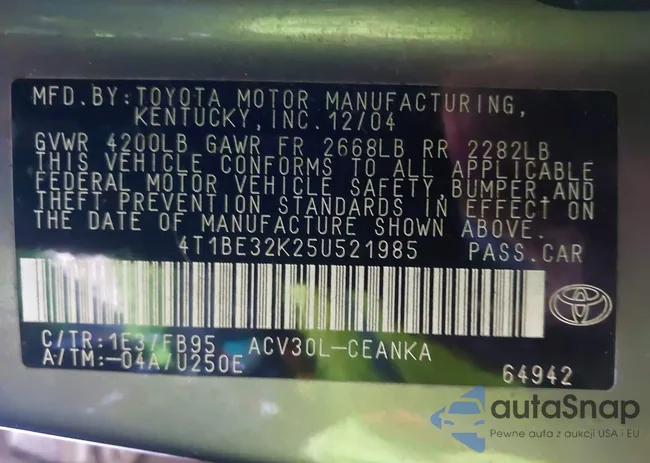 MFD.BY:TOYOTA MOTOR MANUFACTURING,
KENTUCKY,INC.12/04
GVWR 4200LB GAWR FR 2668LB RR 2282LB
THIS VEHICLE CONFORMS TO ALL APPLICABLE
FEDERAL MOTOR VEHICLE SAFETY,BUMPER,AND
THEFT PREVENTION STANDARDS IN EFFECT ON
THE DATE OF MANUFACTURE SHOWN ABOVE.
4T1BE32K25U521985 PASS.CAR
C/TR:1E3/FB95 ACV30L-CEANKA
A/TM:-04A/U250E
64942
autaSnap
Pewne auta z aukcji USA i EU